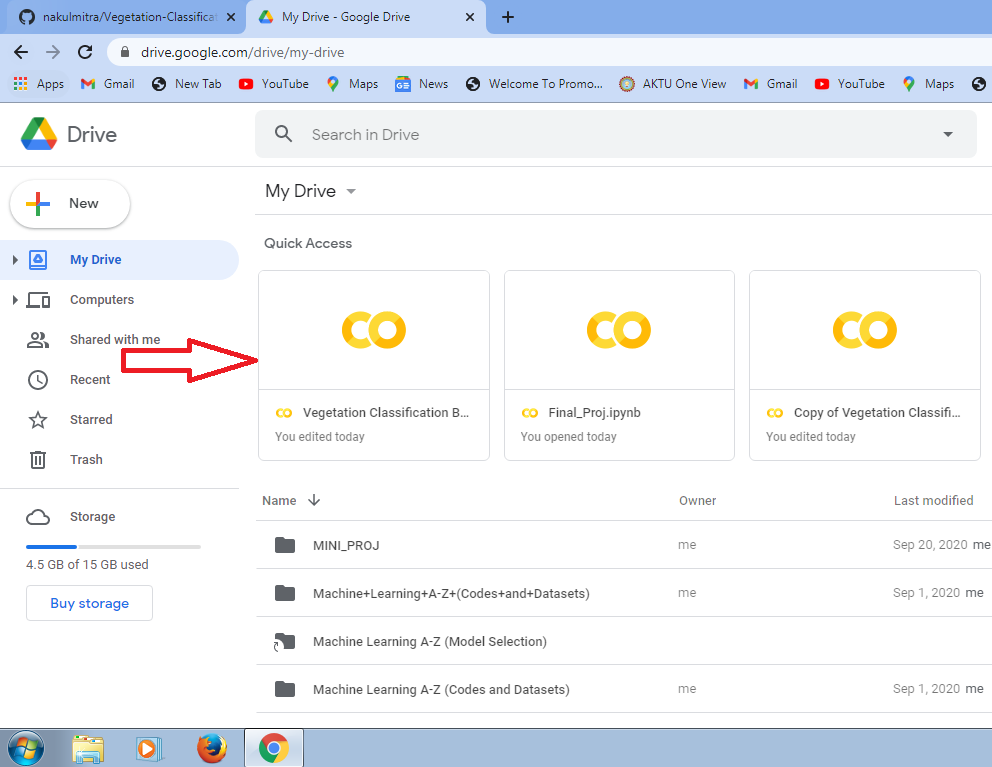 nakulmitra/Vegetation-Classificat
My Drive - Google Drive
drive.google.com/drive/my-drive
Apps
Gmail
New Tab
YouTube
Maps
News
Welcome To Promo...
AKTU One View
Gmail
YouTube
Maps
Drive
Search in Drive
New
My Drive
Computers
Shared with me
Recent
Starred
Trash
Storage
4.5 GB of 15 GB used
Buy storage
My Drive
Quick Access
Vegetation Classification B...
You edited today
Final_Proj.ipynb
You opened today
Copy of Vegetation Classifi...
You edited today
Name Owner Last modified
MINI_PROJ me Sep 20, 2020 me
Machine+Learning+A-Z+(Codes+and+Datasets) me Sep 1, 2020 me
Machine Learning A-Z (Model Selection)
Machine Learning A-Z (Codes and Datasets) me Sep 1, 2020 me